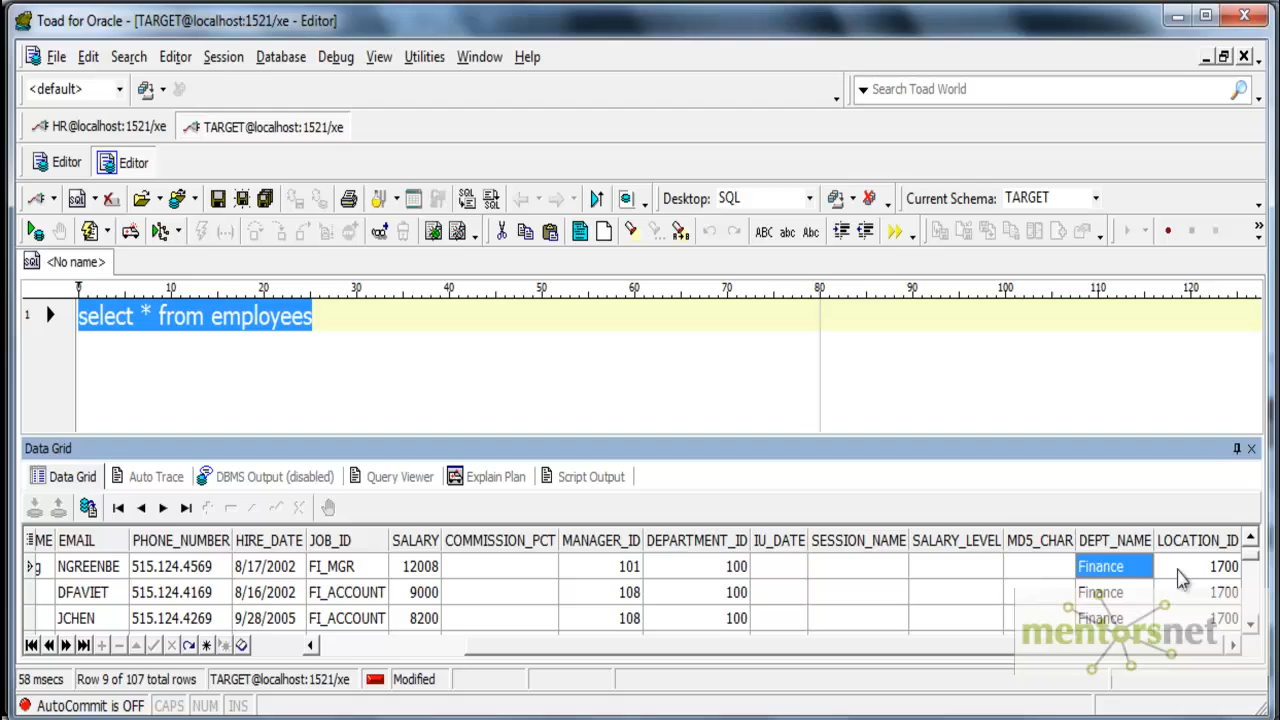 Toad for Oracle - [TARGET@localhost:1521/xe - Editor]
File Edit Search Editor Session Database Debug View Utilities Window Help
<default> Search Toad World
HR@localhost:1521/xe TARGET@localhost:1521/xe
Editor Editor
SQL Desktop: SQL Current Schema: TARGET
ABC abc Abc
SQL <No name>
0 10 20 30 40 50 60 70 80 90 100 110 120
1 select * from employees
Data Grid
Data Grid Auto Trace DBMS Output (disabled) Query Viewer Explain Plan Script Output
ME EMAIL PHONE_NUMBER HIRE_DATE JOB_ID SALARY COMMISSION_PCT MANAGER_ID DEPARTMENT_ID IU_DATE SESSION_NAME SALARY_LEVEL MD5_CHAR DEPT_NAME LOCATION_ID
g NGREENBE 515.124.4569 8/17/2002 FI_MGR 12008 101 100 Finance 1700
DFAVIET 515.124.4169 8/16/2002 FI_ACCOUNT 9000 108 100 Finance 1700
JCHEN 515.124.4269 9/28/2005 FI_ACCOUNT 8200 108 100 Finance 1700
mentorsnet
58 msecs Row 9 of 107 total rows TARGET@localhost:1521/xe Modified
AutoCommit is OFF CAPS NUM INS